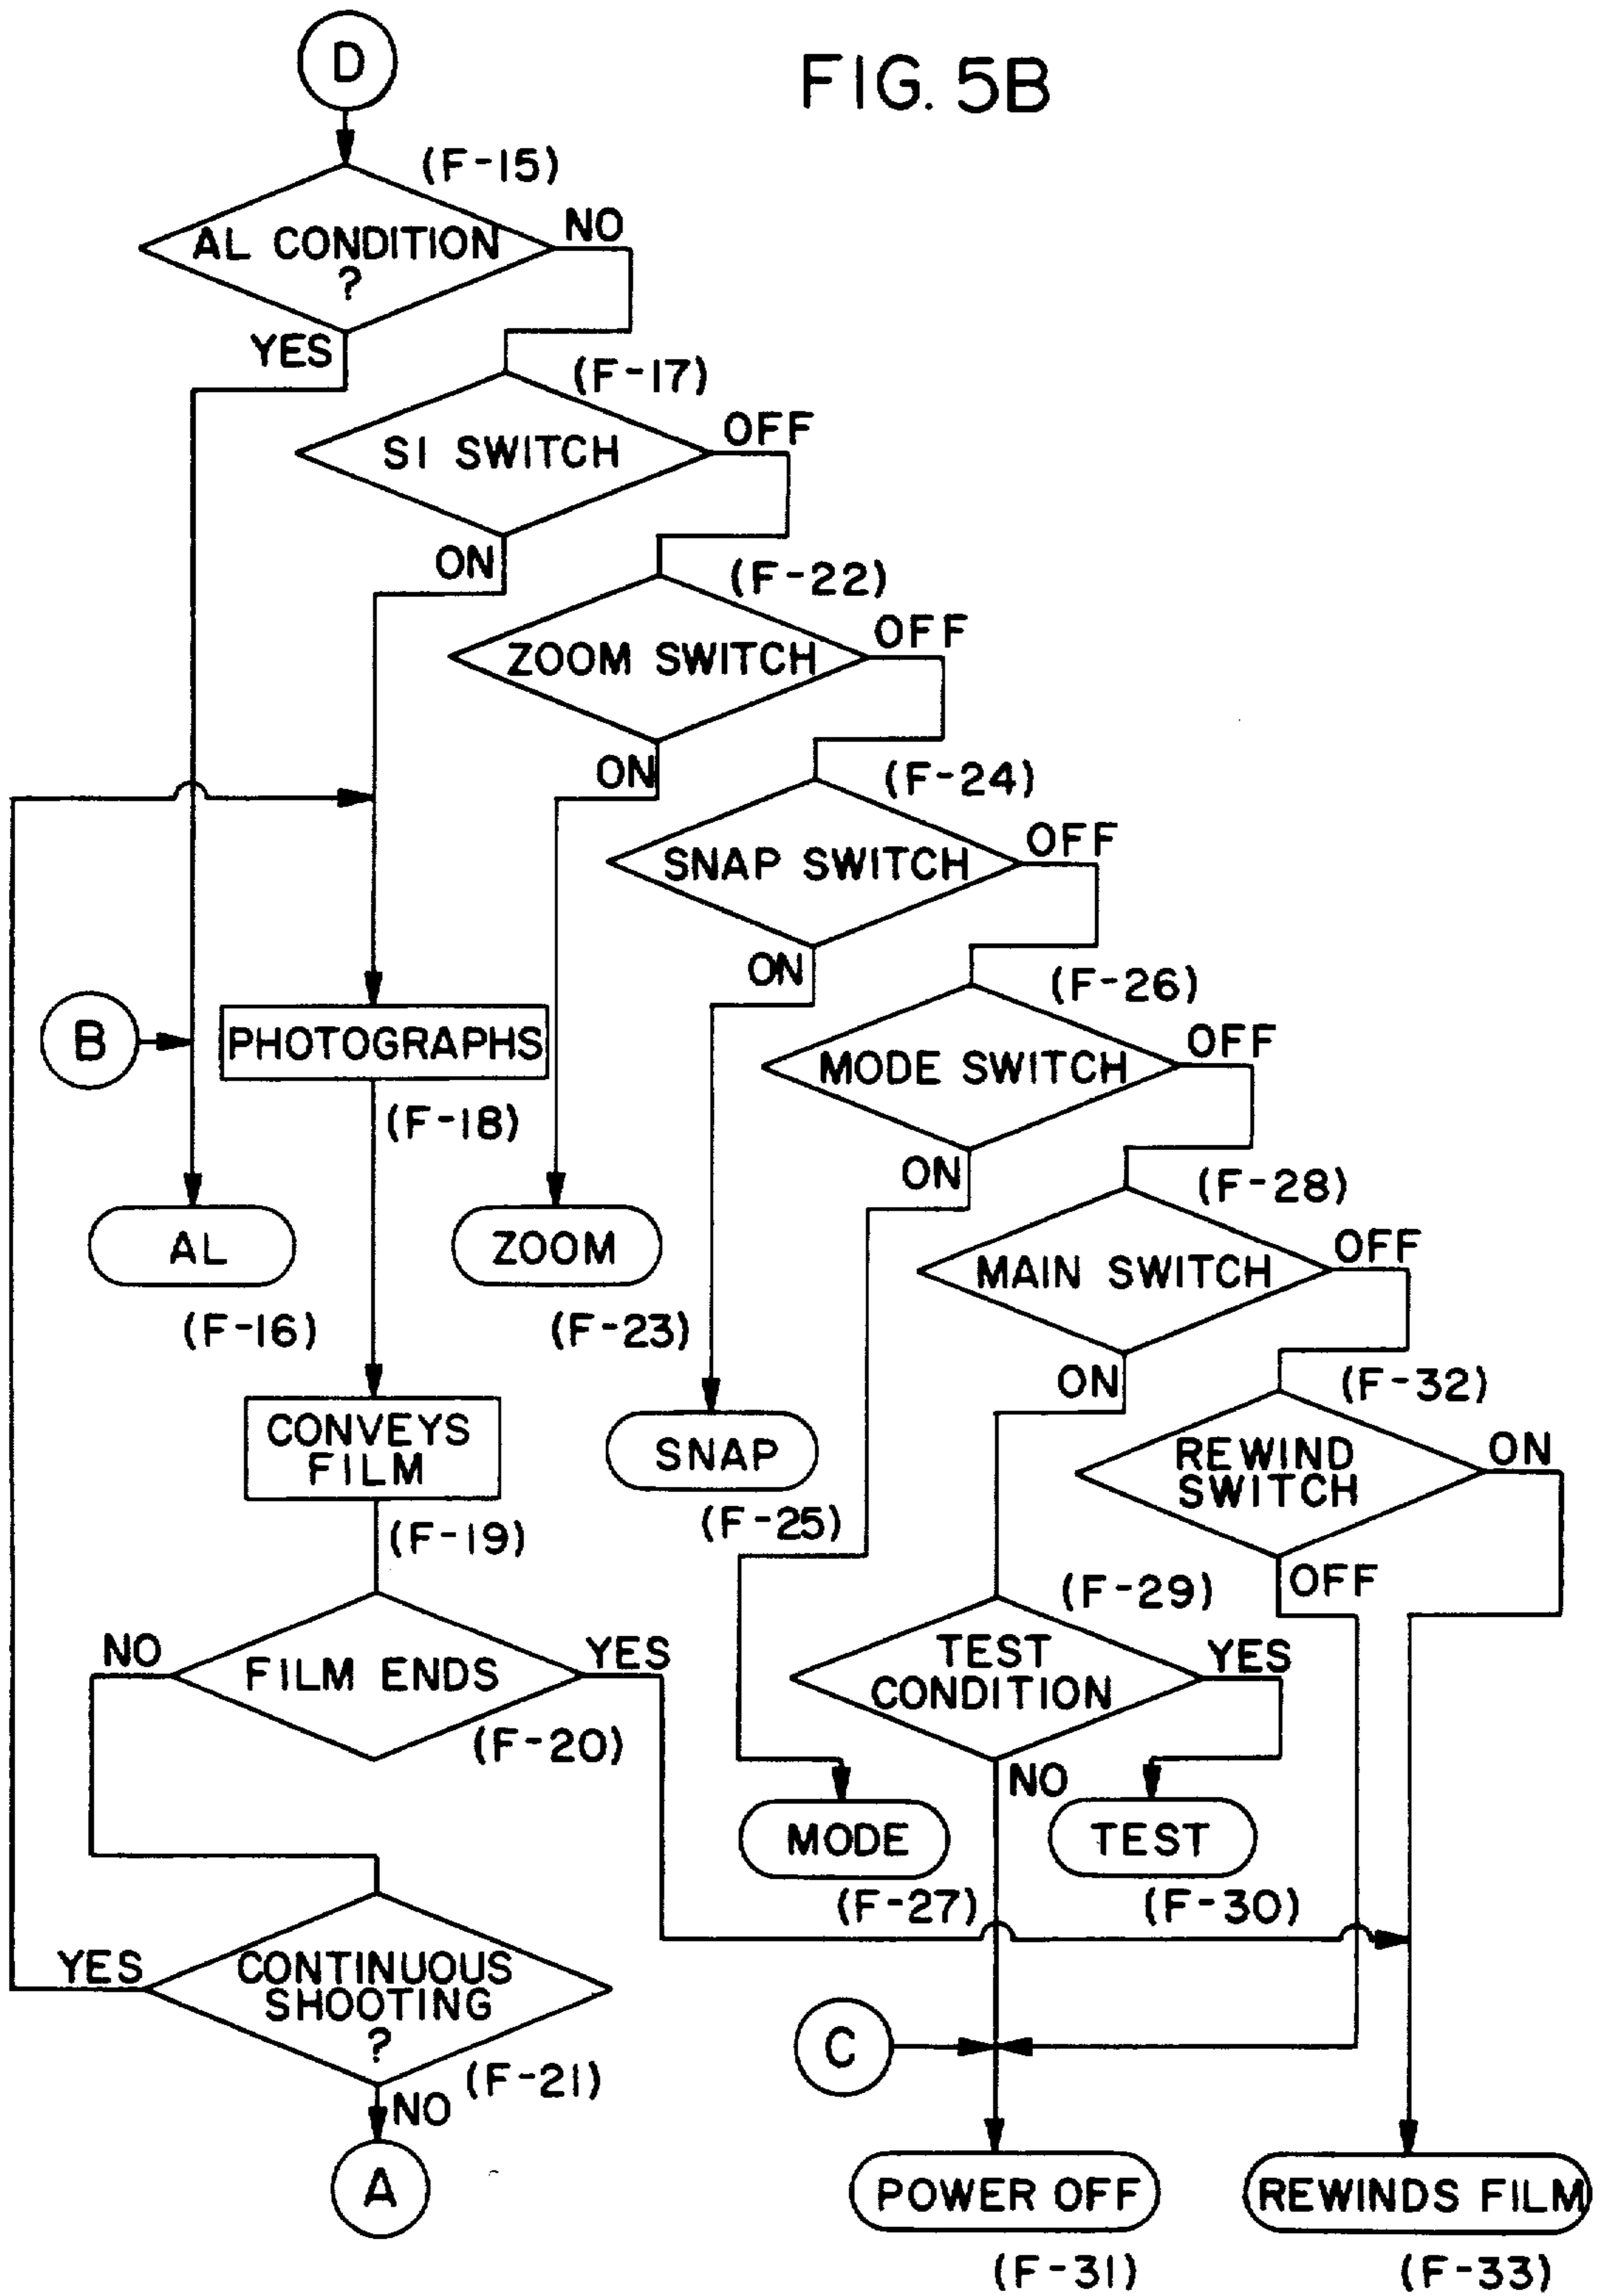 D
FIG. 5B
(F-15)
AL CONDITION
?
NO
YES
(F-17)
SI SWITCH
OFF
ON
(F-22)
ZOOM SWITCH
OFF
ON
(F-24)
SNAP SWITCH
OFF
ON
(F-26)
MODE SWITCH
OFF
ON
B
PHOTOGRAPHS
(F-18)
(F-28)
MAIN SWITCH
OFF
ON
AL
(F-16)
ZOOM
(F-23)
(F-32)
REWIND
SWITCH
ON
OFF
CONVEYS
FILM
(F-19)
SNAP
(F-25)
(F-29)
TEST
CONDITION
YES
NO
NO
FILM ENDS
YES
(F-20)
MODE
(F-27)
TEST
(F-30)
YES
CONTINUOUS
SHOOTING
?
(F-21)
NO
C
A
POWER OFF
(F-31)
REWINDS FILM
(F-33)